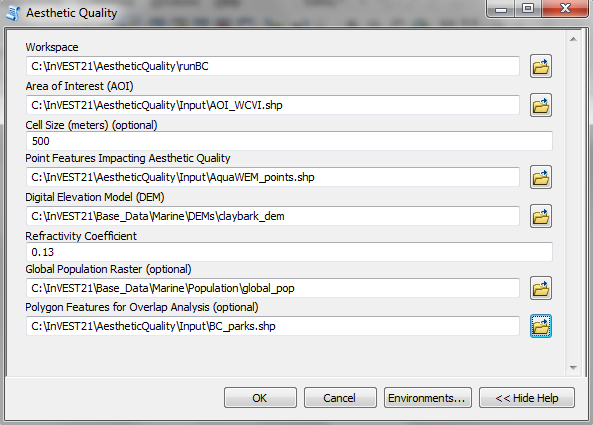 Aesthetic Quality
Workspace
C:\InVEST21\AestheticQuality\runBC
Area of Interest (AOI)
C:\InVEST21\AestheticQuality\Input\AOI_WCVI.shp
Cell Size (meters) (optional)
500
Point Features Impacting Aesthetic Quality
C:\InVEST21\AestheticQuality\Input\AquaWEM_points.shp
Digital Elevation Model (DEM)
C:\InVEST21\Base_Data\Marine\DEMs\claybark_dem
Refractivity Coefficient
0.13
Global Population Raster (optional)
C:\InVEST21\Base_Data\Marine\Population\global_pop
Polygon Features for Overlap Analysis (optional)
C:\InVEST21\AestheticQuality\Input\BC_parks.shp
OK Cancel Environments... << Hide Help